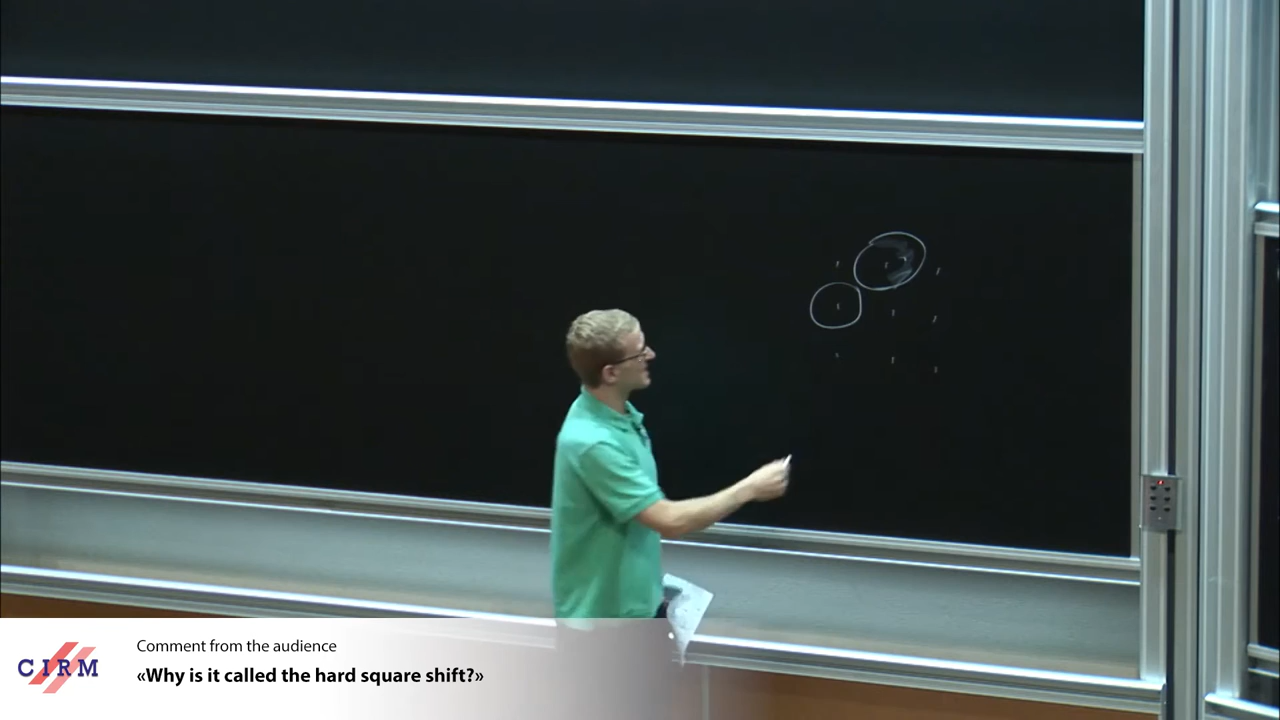 CIRM
Comment from the audience
«Why is it called the hard square shift?»